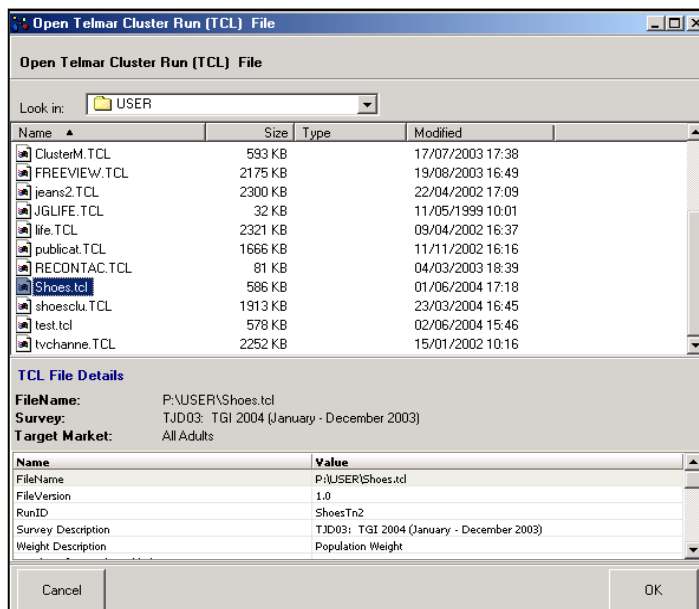 Open Telmar Cluster Run (TCL) File
Open Telmar Cluster Run (TCL) File
Look in: USER
Name Size Type Modified
ClusterM.TCL 593 KB 17/07/2003 17:38
FREEVIEW.TCL 2175 KB 19/08/2003 16:49
jeans2.TCL 2300 KB 22/04/2002 17:09
JGLIFE.TCL 32 KB 11/05/1999 10:01
life.TCL 2321 KB 09/04/2002 16:37
publicat.TCL 1666 KB 11/11/2002 16:16
RECONTAC.TCL 81 KB 04/03/2003 18:39
Shoes.tcl 586 KB 01/06/2004 17:18
shoesclu.TCL 1913 KB 23/03/2004 16:45
test.tcl 578 KB 02/06/2004 15:46
tvchanne.TCL 2252 KB 15/01/2002 10:16
TCL File Details
FileName: P:\USER\Shoes.tcl
Survey: TJD03: TGI 2004 (January - December 2003)
Target Market: All Adults
Name Value
FileName P:\USER\Shoes.tcl
FileVersion 1.0
RunID ShoesTn2
Survey Description TJD03: TGI 2004 (January - December 2003)
Weight Description Population Weight
Cancel OK